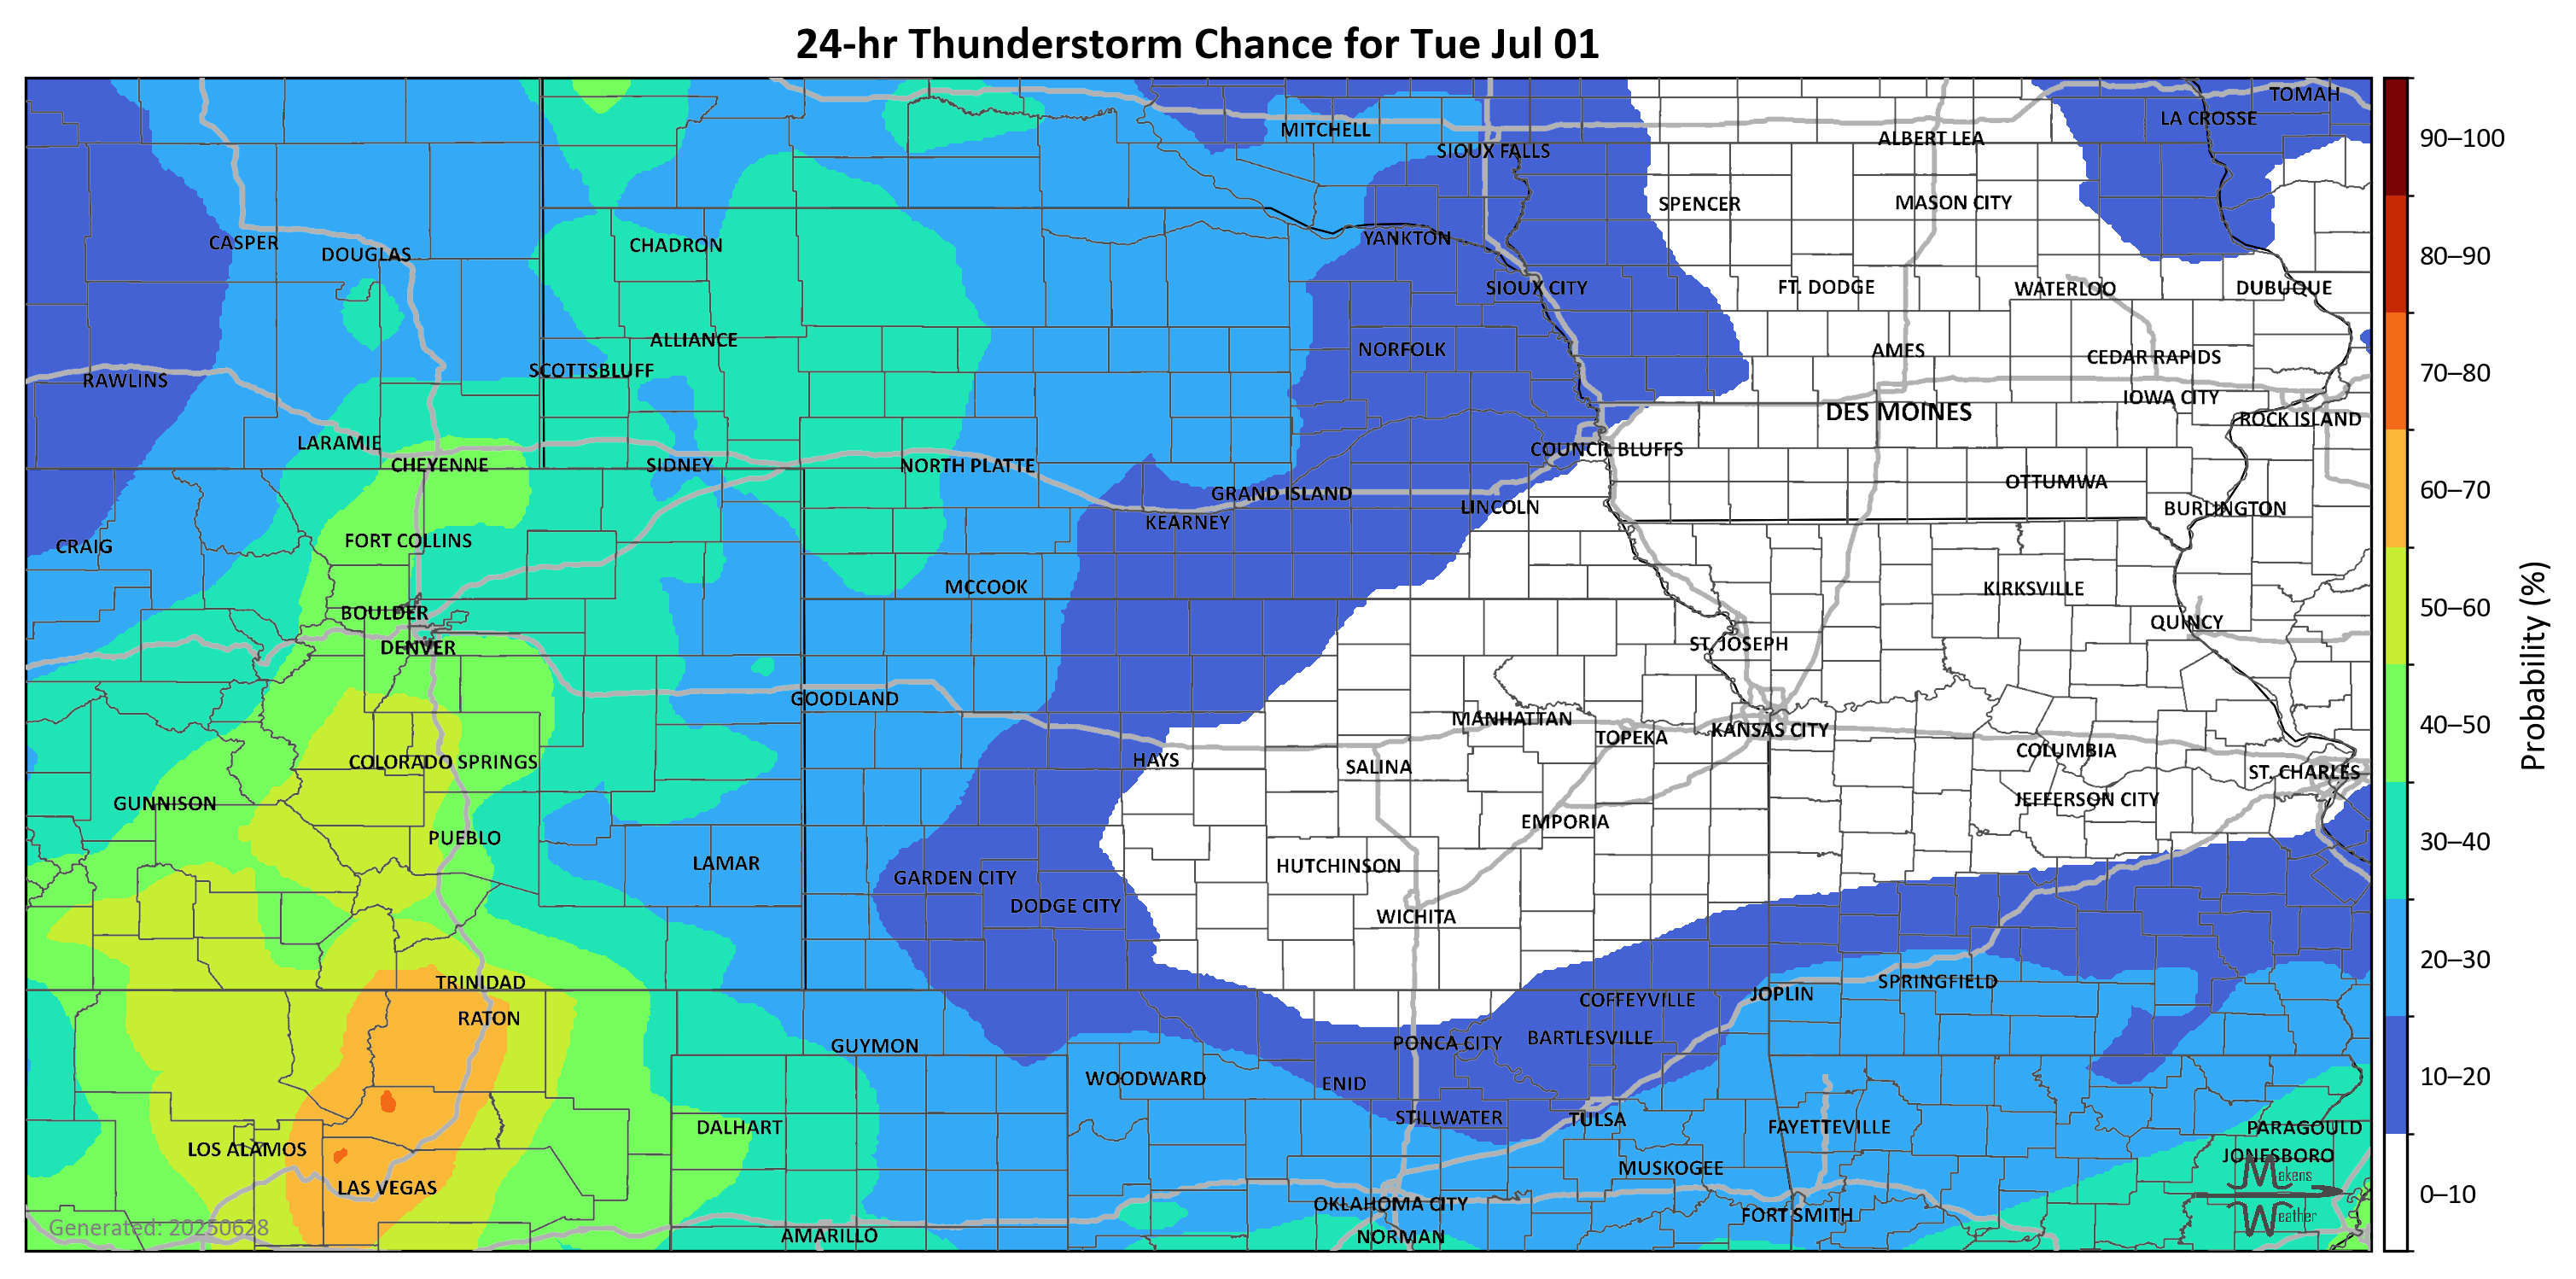 24-hr Thunderstorm Chance for Tue Jul 01
TOMAH
LA CROSSE
MITCHELL
ALBERT LEA
SIOUX FALLS
SPENCER
MASON CITY
YANKTON
CASPER
CHADRON
DOUGLAS
SIOUX CITY
FT. DODGE
WATERLOO
DUBUQUE
ALLIANCE
NORFOLK
AMES
CEDAR RAPIDS
SCOTTSBLUFF
RAWLINS
IOWA CITY
DES MOINES
ROCK ISLAND
LARAMIE
COUNCIL BLUFFS
CHEYENNE
SIDNEY
NORTH PLATTE
OTTUMWA
GRAND ISLAND
LINCOLN
BURLINGTON
KEARNEY
FORT COLLINS
CRAIG
MCCOOK
KIRKSVILLE
BOULDER
QUINCY
DENVER
ST. JOSEPH
GOODLAND
MANHATTAN
KANSAS CITY
TOPEKA
COLUMBIA
COLORADO SPRINGS
HAYS
SALINA
ST. CHARLES
GUNNISON
JEFFERSON CITY
EMPORIA
PUEBLO
LAMAR
HUTCHINSON
GARDEN CITY
DODGE CITY
WICHITA
TRINIDAD
SPRINGFIELD
JOPLIN
COFFEYVILLE
RATON
BARTLESVILLE
PONCA CITY
GUYMON
WOODWARD
ENID
STILLWATER
TULSA
DALHART
FAYETTEVILLE
PARAGOULD
LOS ALAMOS
JONESBORO
MUSKOGEE
LAS VEGAS
OKLAHOMA CITY
FORT SMITH
AMARILLO
NORMAN
Generated: 20250628
Makens
Weather
90–100
80–90
70–80
60–70
50–60
40–50
30–40
20–30
10–20
0–10
Probability (%)